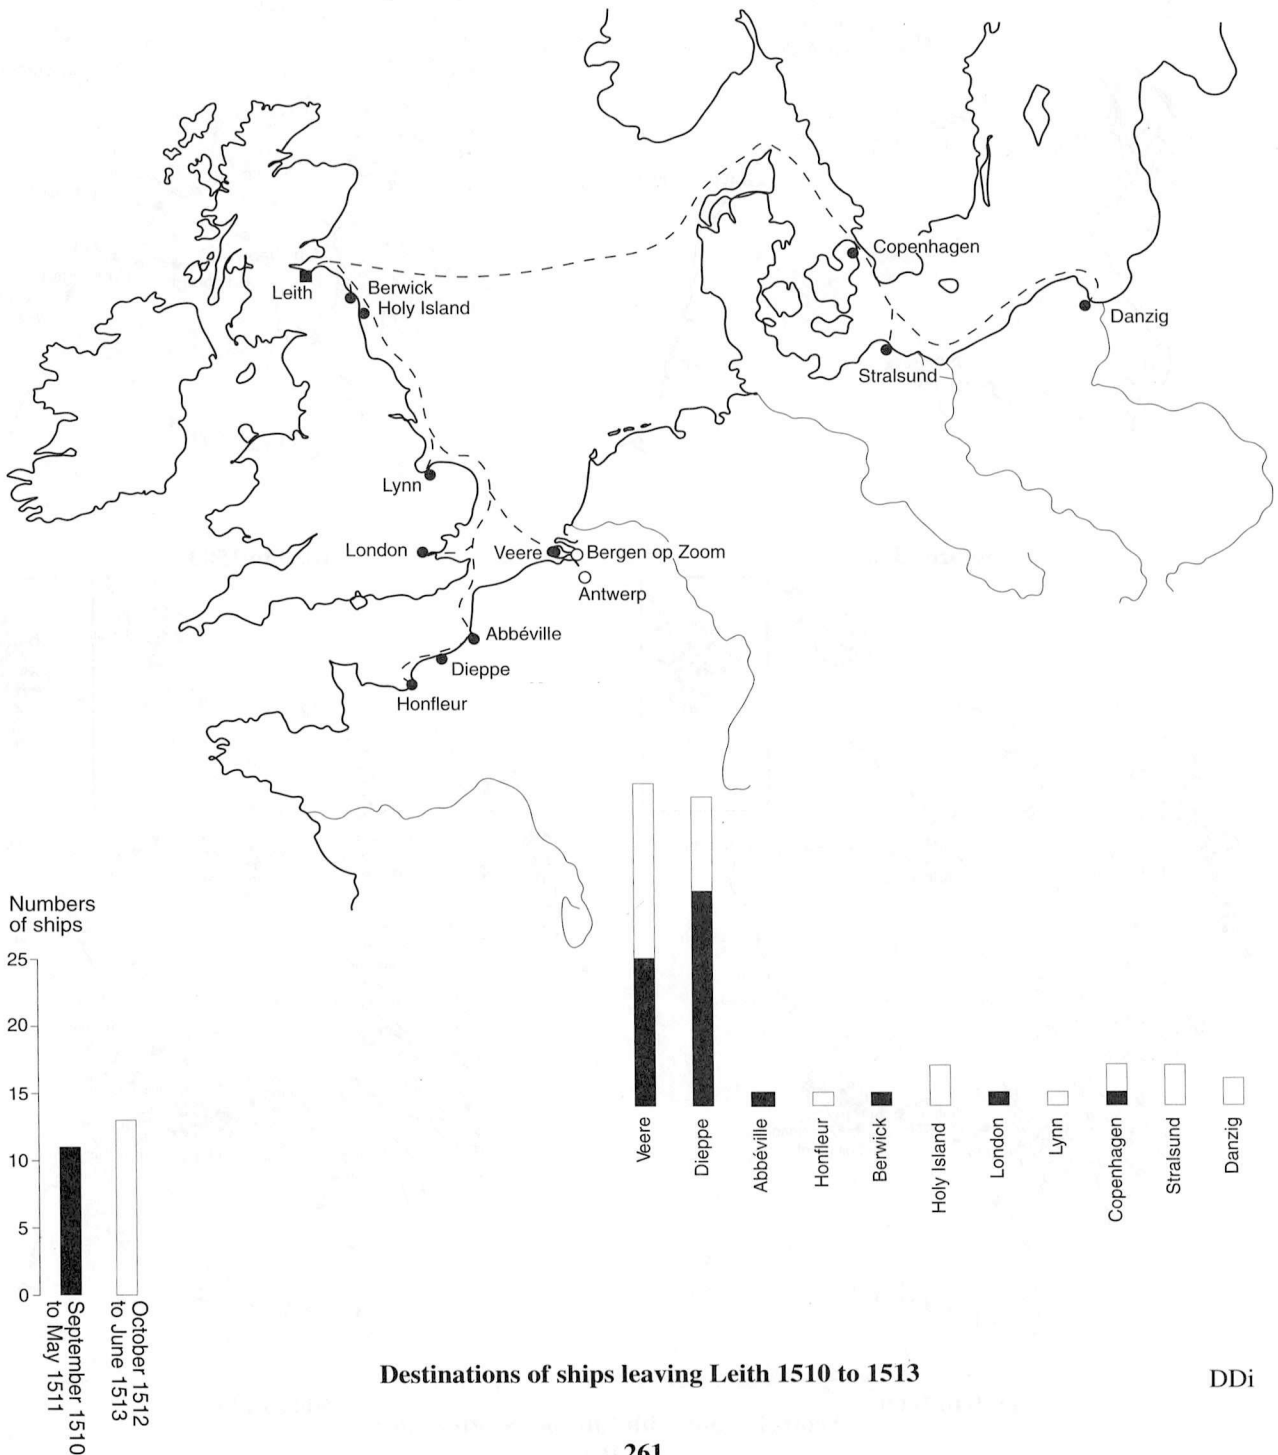 Copenhagen
Leith
Berwick
Holy Island
Danzig
Stralsund
Lynn
London
Veere
Bergen op Zoom
Antwerp
Abbéville
Dieppe
Honfleur
Numbers
of ships
25
20
15
10
5
0
September 1510
to May 1511
October 1512
to June 1513
Veere
Dieppe
Abbéville
Honfleur
Berwick
Holy Island
London
Lynn
Copenhagen
Stralsund
Danzig
Destinations of ships leaving Leith 1510 to 1513
DDi
261